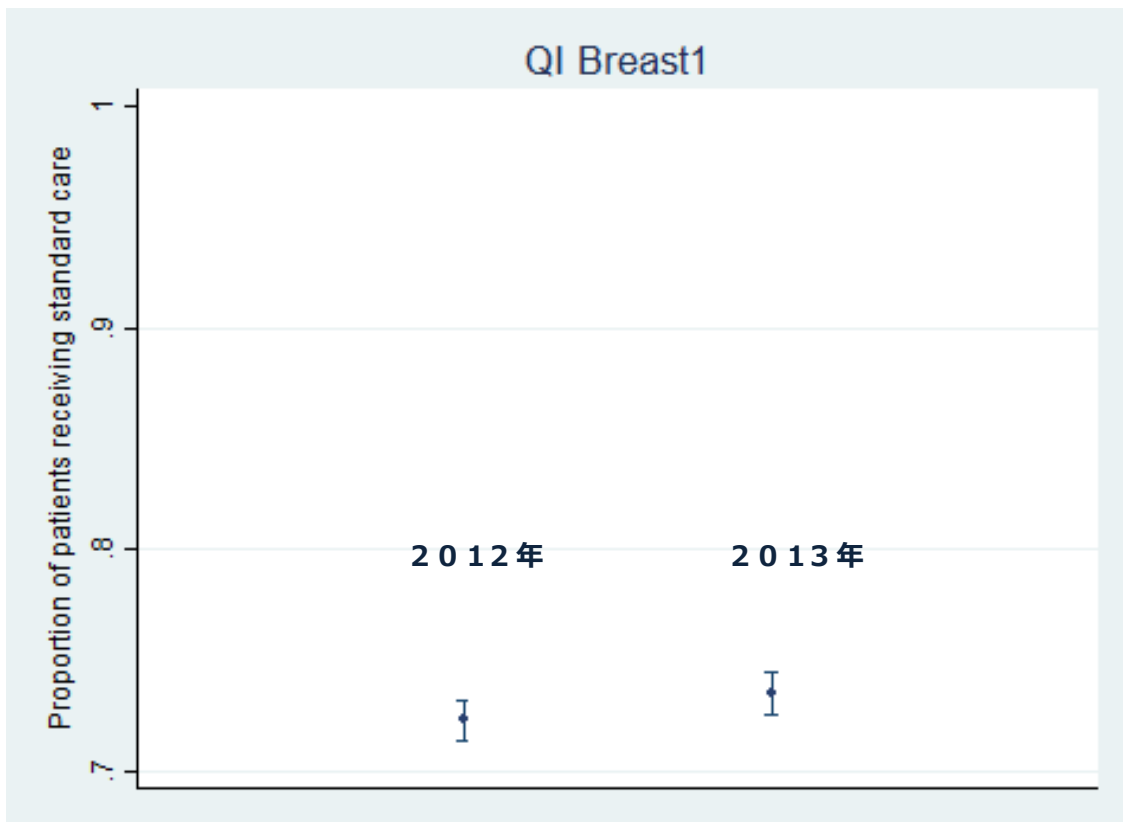 QI Breast1
Proportion of patients receiving standard care
1
.9
.8
.7
２０１２年
２０１３年